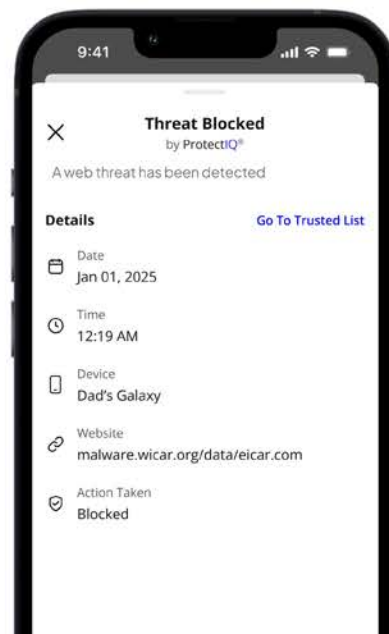 9:41
Threat Blocked
by ProtectIQ®
A web threat has been detected
Details
Go To Trusted List
Date
Jan 01, 2025
Time
12:19 AM
Device
Dad's Galaxy
Website
malware.wicar.org/data/eicar.com
Action Taken
Blocked